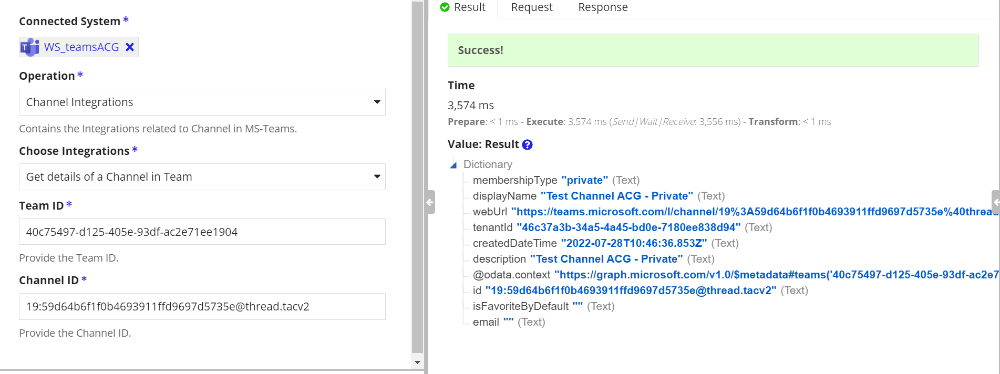 Connected System *
WS_teamsACG
Operation *
Channel Integrations
Contains the Integrations related to Channel in MS-Teams.
Choose Integrations *
Get details of a Channel in Team
Team ID *
40c75497-d125-405e-93df-ac2e71ee1904
Provide the Team ID.
Channel ID *
19:59d64b6f1f0b4693911ffd9697d5735e@thread.tacv2
Provide the Channel ID.
Result Request Response
Success!
Time
3,574 ms
Prepare: < 1 ms - Execute: 3,574 ms (Send|Wait|Receive: 3,556 ms) - Transform: < 1 ms
Value: Result ?
Dictionary
membershipType "private" (Text)
displayName "Test Channel ACG - Private" (Text)
webUrl "https://teams.microsoft.com/l/channel/19%3A59d64b6f1f0b4693911ffd9697d5735e%40threa
tenantId "46c37a3b-34a5-4a45-bd0e-7180ee838d94" (Text)
createdDateTime "2022-07-28T10:46:36.853Z" (Text)
description "Test Channel ACG - Private" (Text)
@odata.context "https://graph.microsoft.com/v1.0/$metadata#teams('40c75497-d125-405e-93df-ac2e7
id "19:59d64b6f1f0b4693911ffd9697d5735e@thread.tacv2" (Text)
isFavoriteByDefault "" (Text)
email "" (Text)